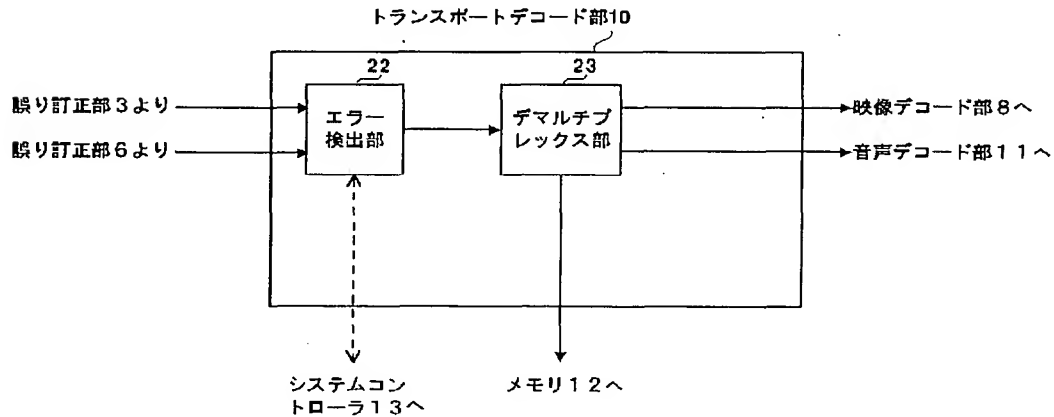 トランスポートデコード部10
22
23
誤り訂正部3より
エラー
検出部
デマルチプ
レックス部
映像デコード部8へ
誤り訂正部6より
音声デコード部11へ
システムコン
トローラ13へ
メモリ12へ